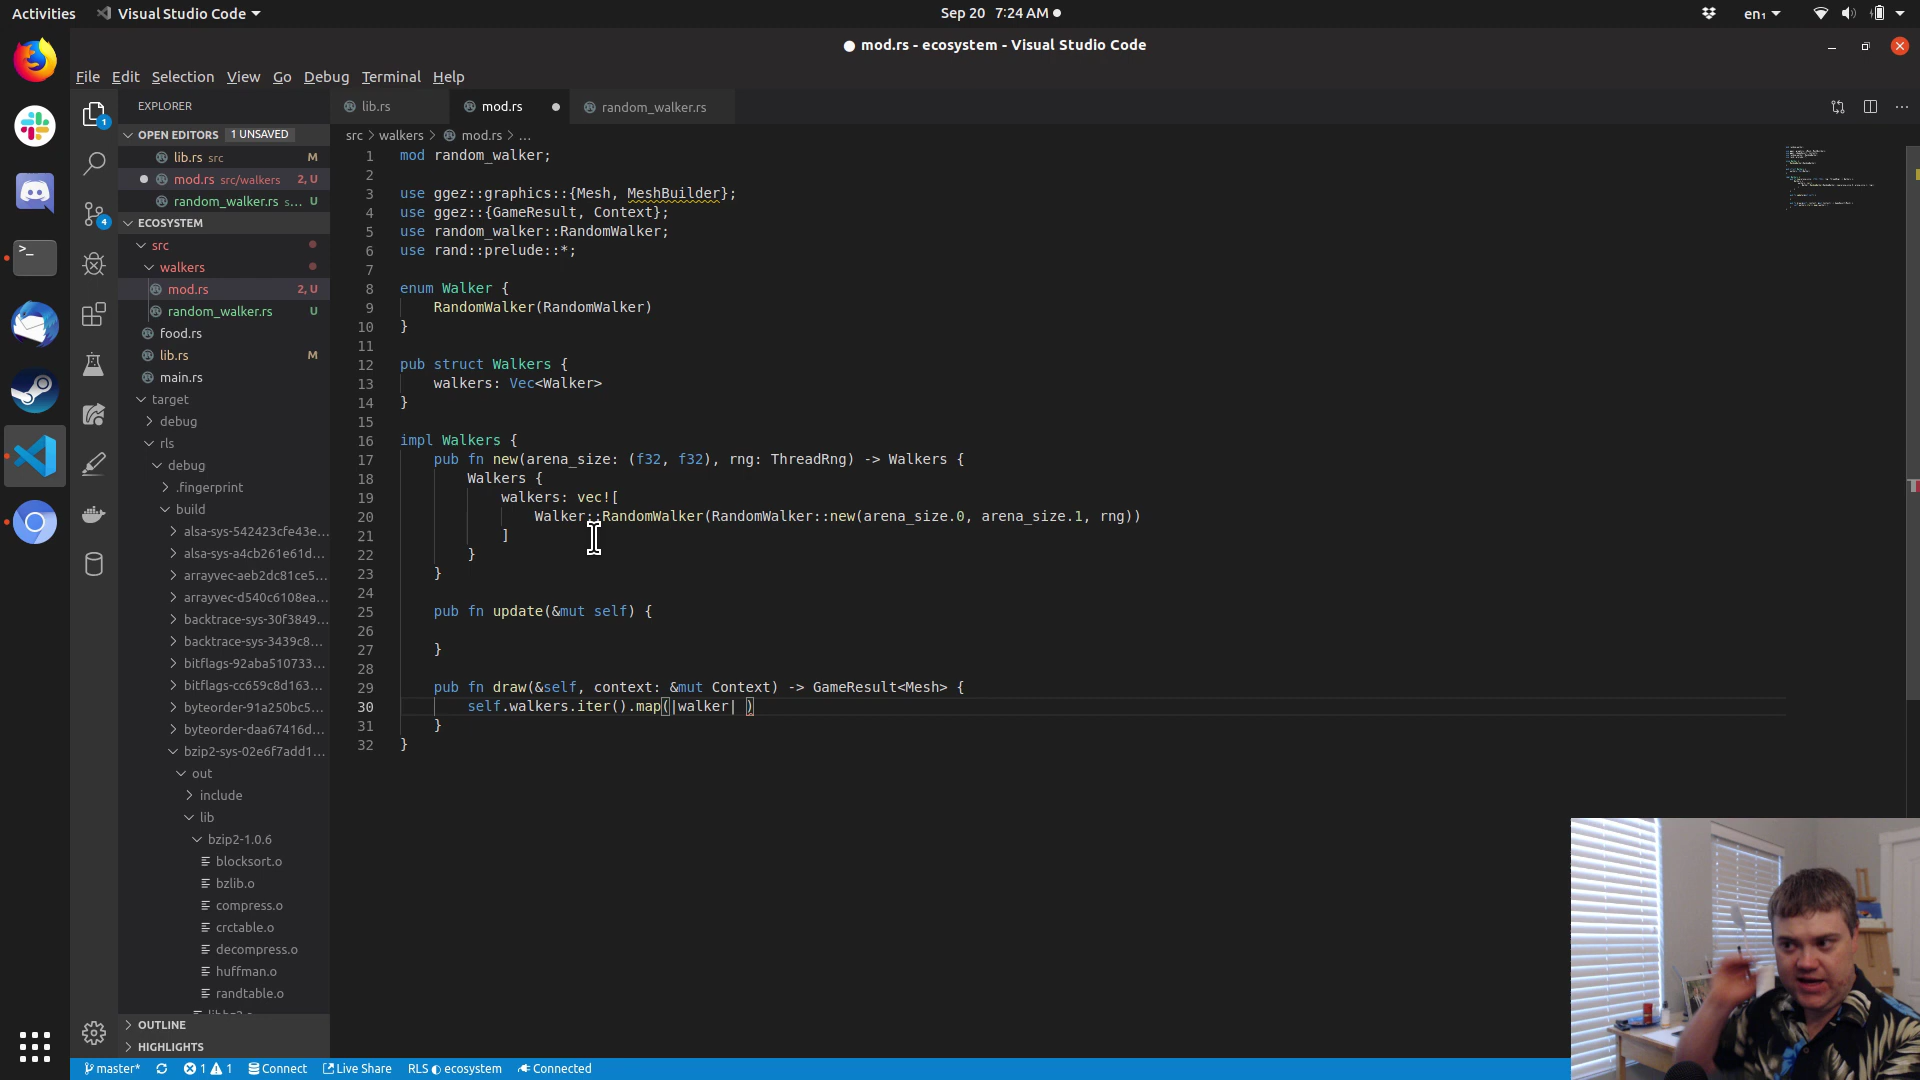 Activities
Visual Studio Code
Sep 20 7:24 AM
en₁
● mod.rs - ecosystem - Visual Studio Code
File Edit Selection View Go Debug Terminal Help
EXPLORER
OPEN EDITORS 1 UNSAVED
lib.rs src M
mod.rs src/walkers 2, U
random_walker.rs s... U
ECOSYSTEM
src
walkers
mod.rs 2, U
random_walker.rs U
food.rs
lib.rs M
main.rs
target
debug
rls
debug
.fingerprint
build
alsa-sys-542423cfe43e...
alsa-sys-a4cb261e61d...
arrayvec-aeb2dc81ce5...
arrayvec-d540c6108ea...
backtrace-sys-30f3849...
backtrace-sys-3439c8...
bitflags-92aba510733...
bitflags-cc659c8d163...
byteorder-91a250bc5...
byteorder-daa67416d...
bzip2-sys-02e6f7add1...
out
include
lib
bzip2-1.0.6
blocksort.o
bzlib.o
compress.o
crctable.o
decompress.o
huffman.o
randtable.o
OUTLINE
HIGHLIGHTS
1
4
lib.rs mod.rs random_walker.rs
src > walkers > mod.rs > ...
1 mod random_walker;
2
3 use ggez::graphics::{Mesh, MeshBuilder};
4 use ggez::{GameResult, Context};
5 use random_walker::RandomWalker;
6 use rand::prelude::*;
7
8 enum Walker {
9 RandomWalker(RandomWalker)
10 }
11
12 pub struct Walkers {
13 walkers: Vec<Walker>
14 }
15
16 impl Walkers {
17 pub fn new(arena_size: (f32, f32), rng: ThreadRng) -> Walkers {
18 Walkers {
19 walkers: vec![
20 Walker::RandomWalker(RandomWalker::new(arena_size.0, arena_size.1, rng))
21 ]
22 }
23 }
24
25 pub fn update(&mut self) {
26
27 }
28
29 pub fn draw(&self, context: &mut Context) -> GameResult<Mesh> {
30 self.walkers.iter().map(|walker| )
31 }
32 }
master* 1 1 Connect Live Share RLS ecosystem Connected